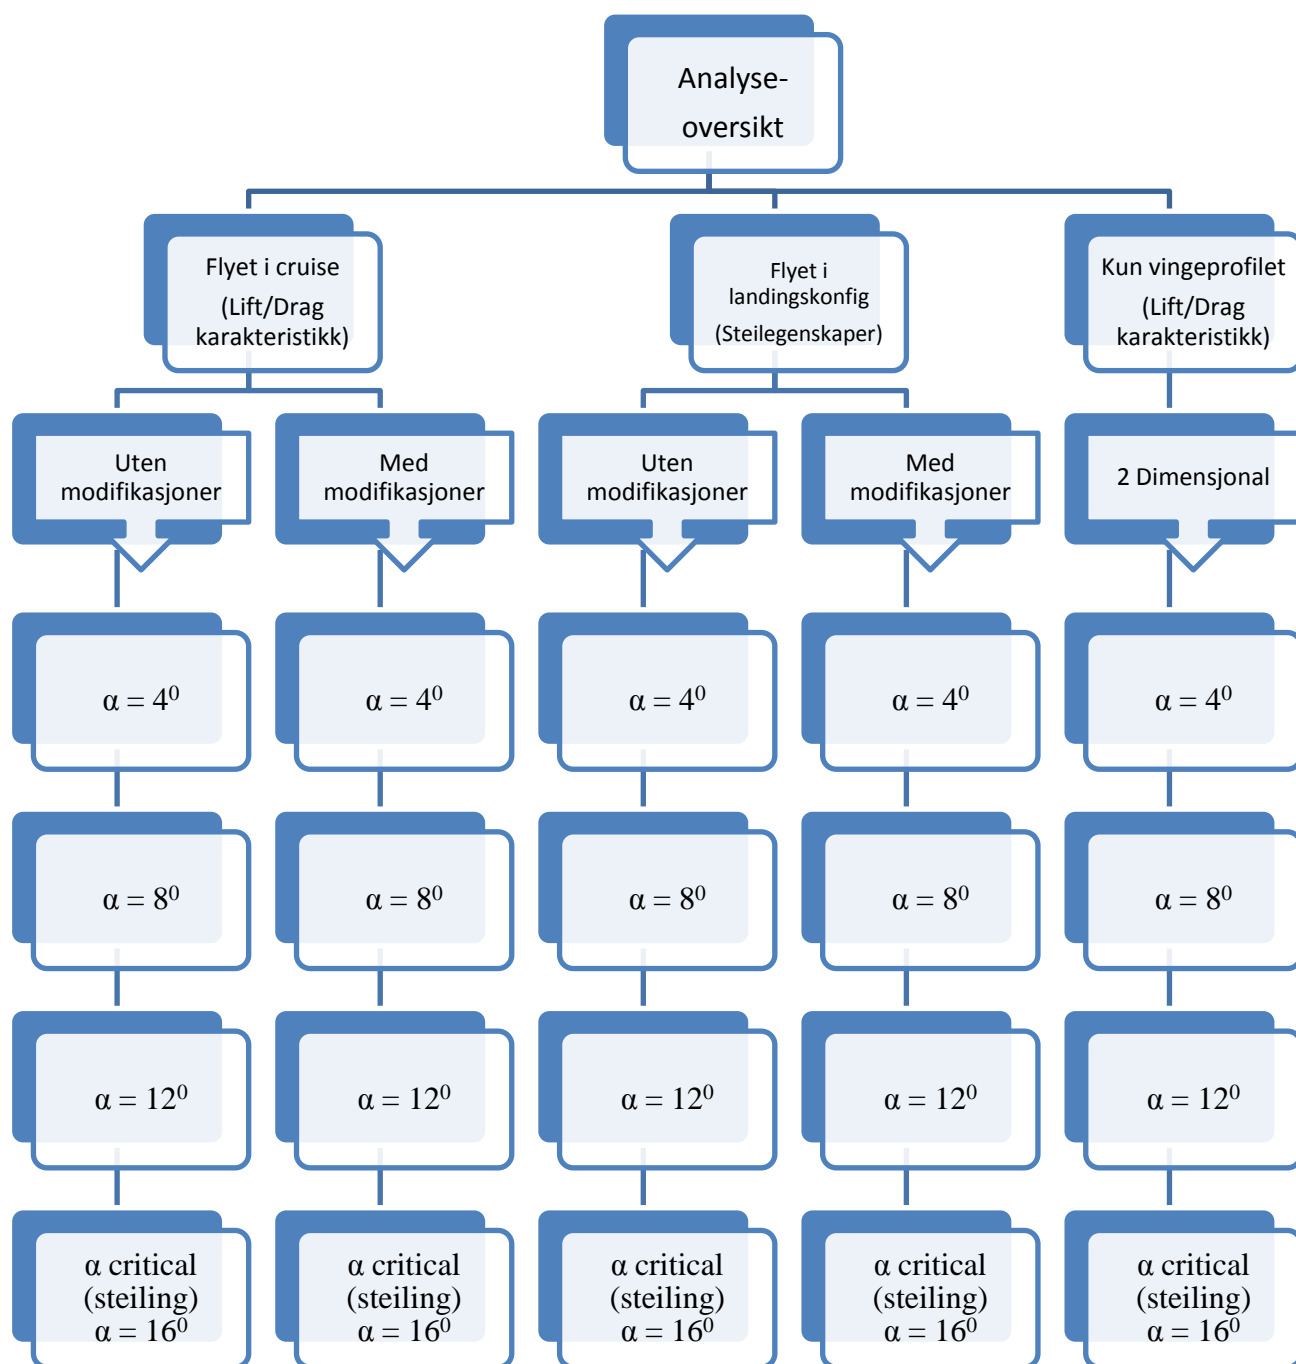 Analyse-
oversikt
Flyet i cruise
(Lift/Drag
karakteristikk)
Flyet i
landingskonfig
(Steilegenskaper)
Kun vingeprofilet
(Lift/Drag
karakteristikk)
Uten
modifikasjoner
Med
modifikasjoner
Uten
modifikasjoner
Med
modifikasjoner
2 Dimensjonal
α = 4⁰
α = 4⁰
α = 4⁰
α = 4⁰
α = 4⁰
α = 8⁰
α = 8⁰
α = 8⁰
α = 8⁰
α = 8⁰
α = 12⁰
α = 12⁰
α = 12⁰
α = 12⁰
α = 12⁰
α critical
(steiling)
α = 16⁰
α critical
(steiling)
α = 16⁰
α critical
(steiling)
α = 16⁰
α critical
(steiling)
α = 16⁰
α critical
(steiling)
α = 16⁰